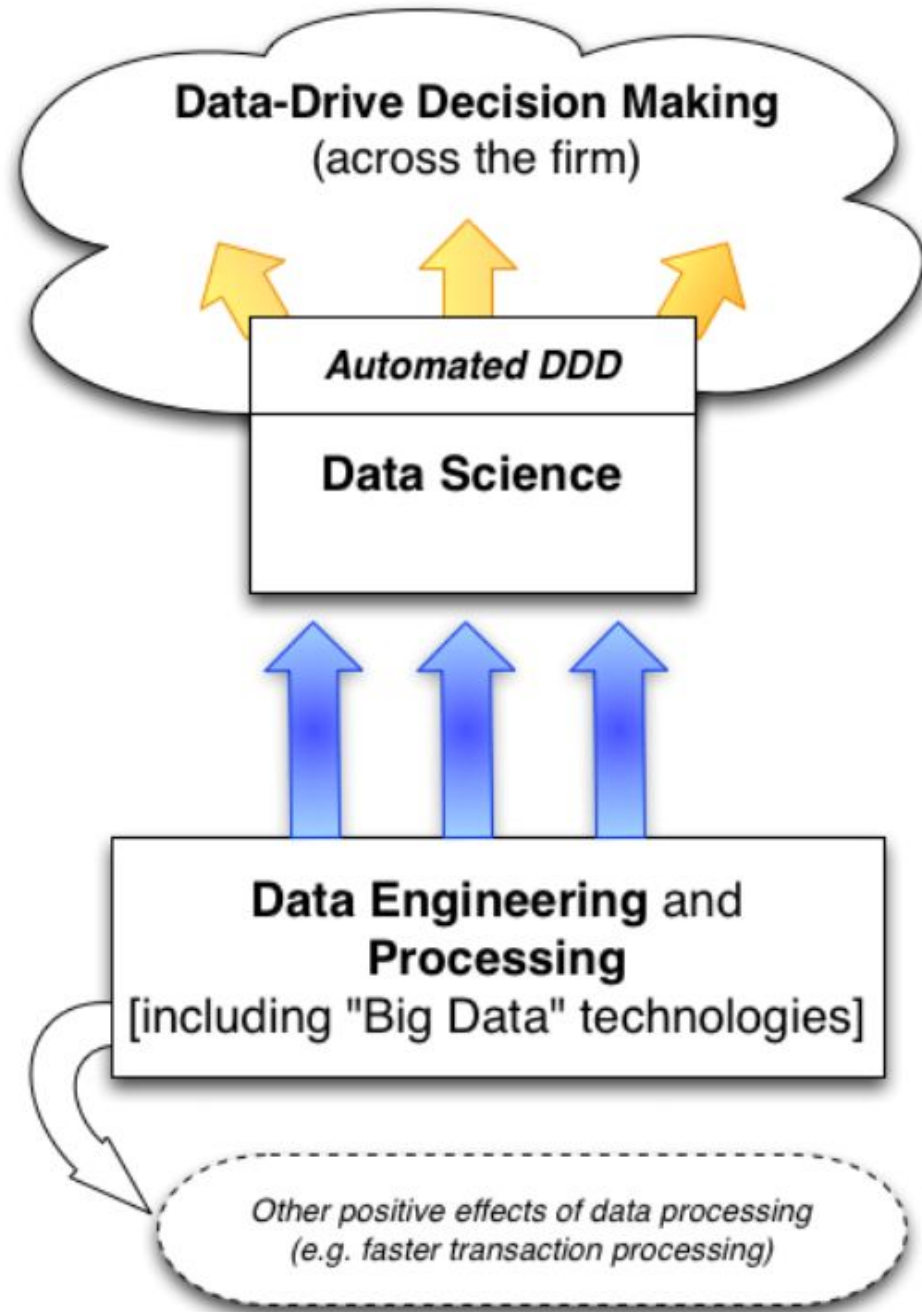 Data-Drive Decision Making
(across the firm)
Automated DDD
Data Science
Data Engineering and
Processing
[including "Big Data" technologies]
Other positive effects of data processing
(e.g. faster transaction processing)